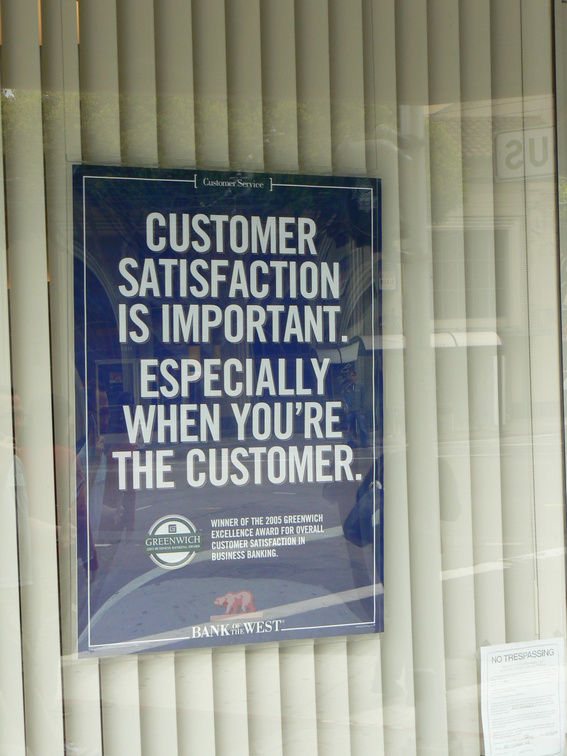 Customer Service
CUSTOMER
SATISFACTION
IS IMPORTANT.
ESPECIALLY
WHEN YOU'RE
THE CUSTOMER.
GREENWICH
WINNER OF THE 2005 GREENWICH
EXCELLENCE AWARD FOR OVERALL
CUSTOMER SATISFACTION IN
BUSINESS BANKING.
BANK OF THE WEST
US
NO TRESPASSING